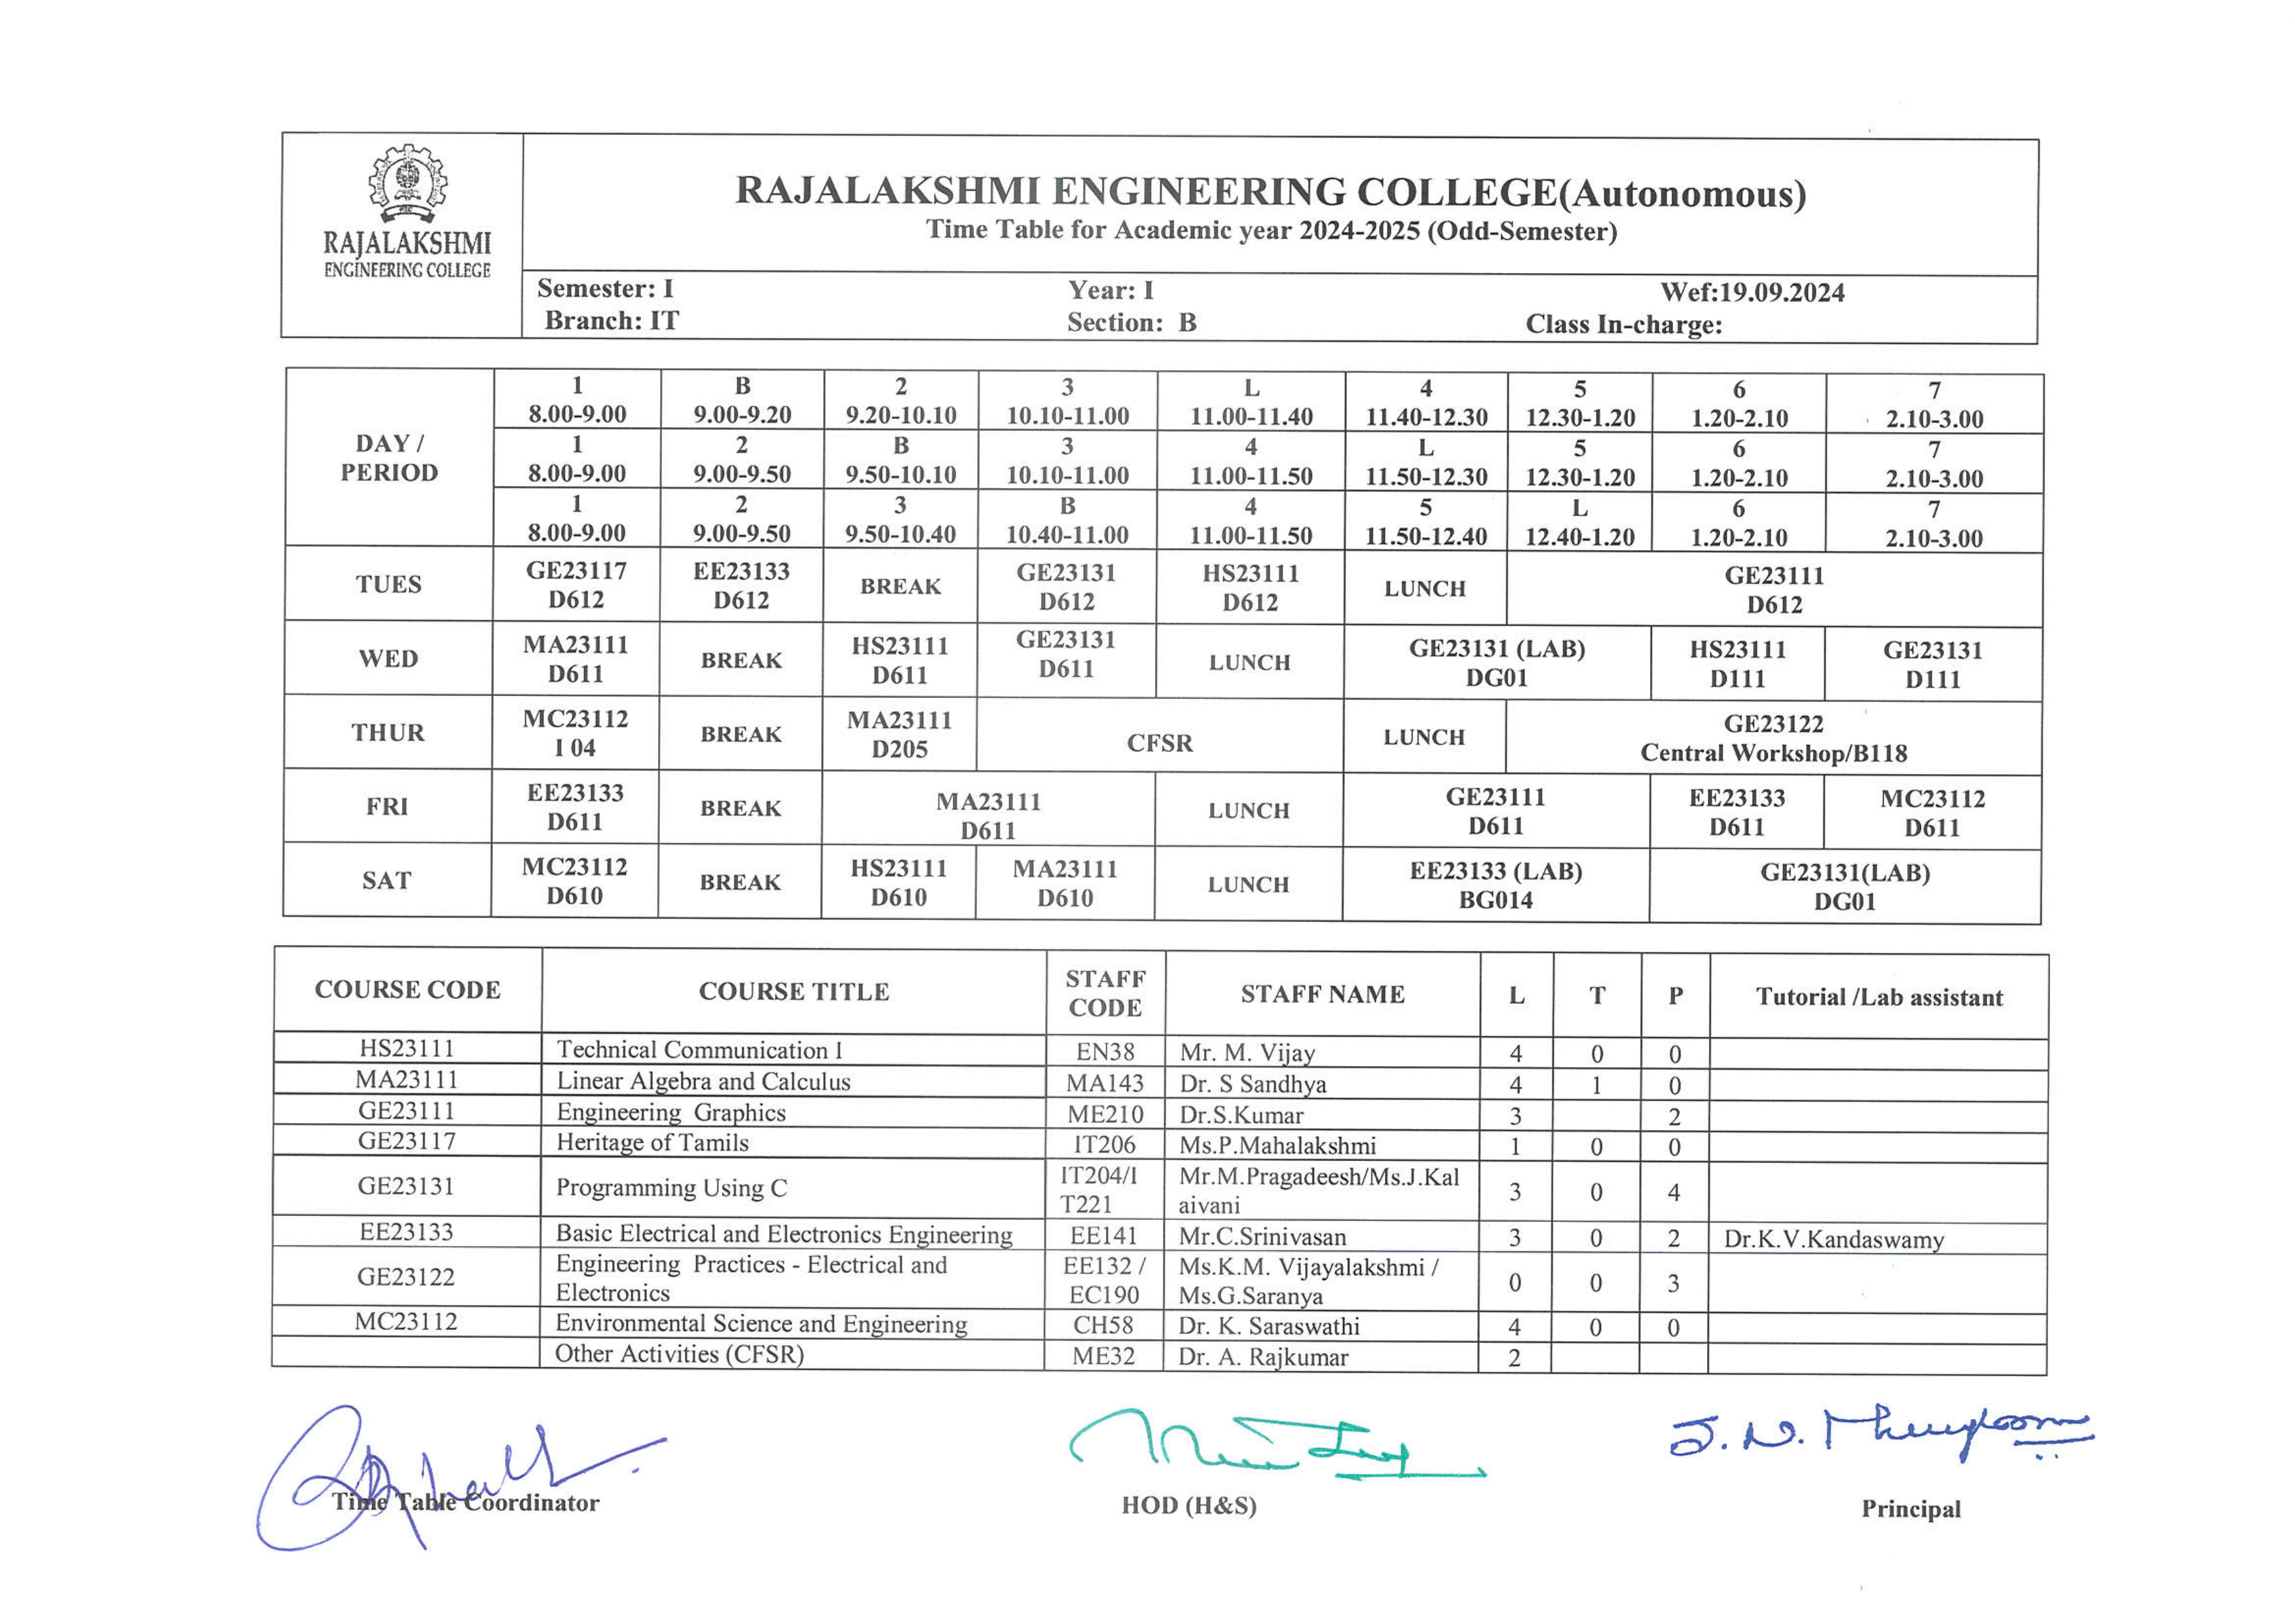 RAJALAKSHMI
ENGINEERING COLLEGE
RAJALAKSHMI ENGINEERING COLLEGE(Autonomous)
Time Table for Academic year 2024-2025 (Odd-Semester)
Semester: I Year: I Wef:19.09.2024
Branch: IT Section: B Class In-charge:
DAY / PERIOD
1 B 2 3 L 4 5 6 7
8.00-9.00 9.00-9.20 9.20-10.10 10.10-11.00 11.00-11.40 11.40-12.30 12.30-1.20 1.20-2.10 2.10-3.00
1 2 B 3 4 L 5 6 7
8.00-9.00 9.00-9.50 9.50-10.10 10.10-11.00 11.00-11.50 11.50-12.30 12.30-1.20 1.20-2.10 2.10-3.00
1 2 3 B 4 5 L 6 7
8.00-9.00 9.00-9.50 9.50-10.40 10.40-11.00 11.00-11.50 11.50-12.40 12.40-1.20 1.20-2.10 2.10-3.00
GE23117 EE23133 GE23131 HS23111 GE23111
TUES BREAK LUNCH
D612 D612 D612 D612 D612
MA23111 HS23111 GE23131 GE23131 (LAB) HS23111 GE23131
WED BREAK LUNCH
D611 D611 D611 DG01 D111 D111
MC23112 MA23111 GE23122
THUR BREAK CFSR LUNCH
I 04 D205 Central Workshop/B118
EE23133 MA23111 GE23111 EE23133 MC23112
FRI BREAK LUNCH
D611 D611 D611 D611 D611
MC23112 HS23111 MA23111 EE23133 (LAB) GE23131(LAB)
SAT BREAK LUNCH
D610 D610 D610 BG014 DG01
COURSE CODE COURSE TITLE STAFF CODE STAFF NAME L T P Tutorial /Lab assistant
HS23111 Technical Communication I EN38 Mr. M. Vijay 4 0 0
MA23111 Linear Algebra and Calculus MA143 Dr. S Sandhya 4 1 0
GE23111 Engineering Graphics ME210 Dr.S.Kumar 3 2
GE23117 Heritage of Tamils IT206 Ms.P.Mahalakshmi 1 0 0
GE23131 Programming Using C IT204/I Mr.M.Pragadeesh/Ms.J.Kal 3 0 4
T221 aivani
EE23133 Basic Electrical and Electronics Engineering EE141 Mr.C.Srinivasan 3 0 2 Dr.K.V.Kandaswamy
GE23122 Engineering Practices - Electrical and EE132 / Ms.K.M. Vijayalakshmi / 0 0 3
Electronics EC190 Ms.G.Saranya
MC23112 Environmental Science and Engineering CH58 Dr. K. Saraswathi 4 0 0
Other Activities (CFSR) ME32 Dr. A. Rajkumar 2
Time Table Coordinator HOD (H&S) Principal